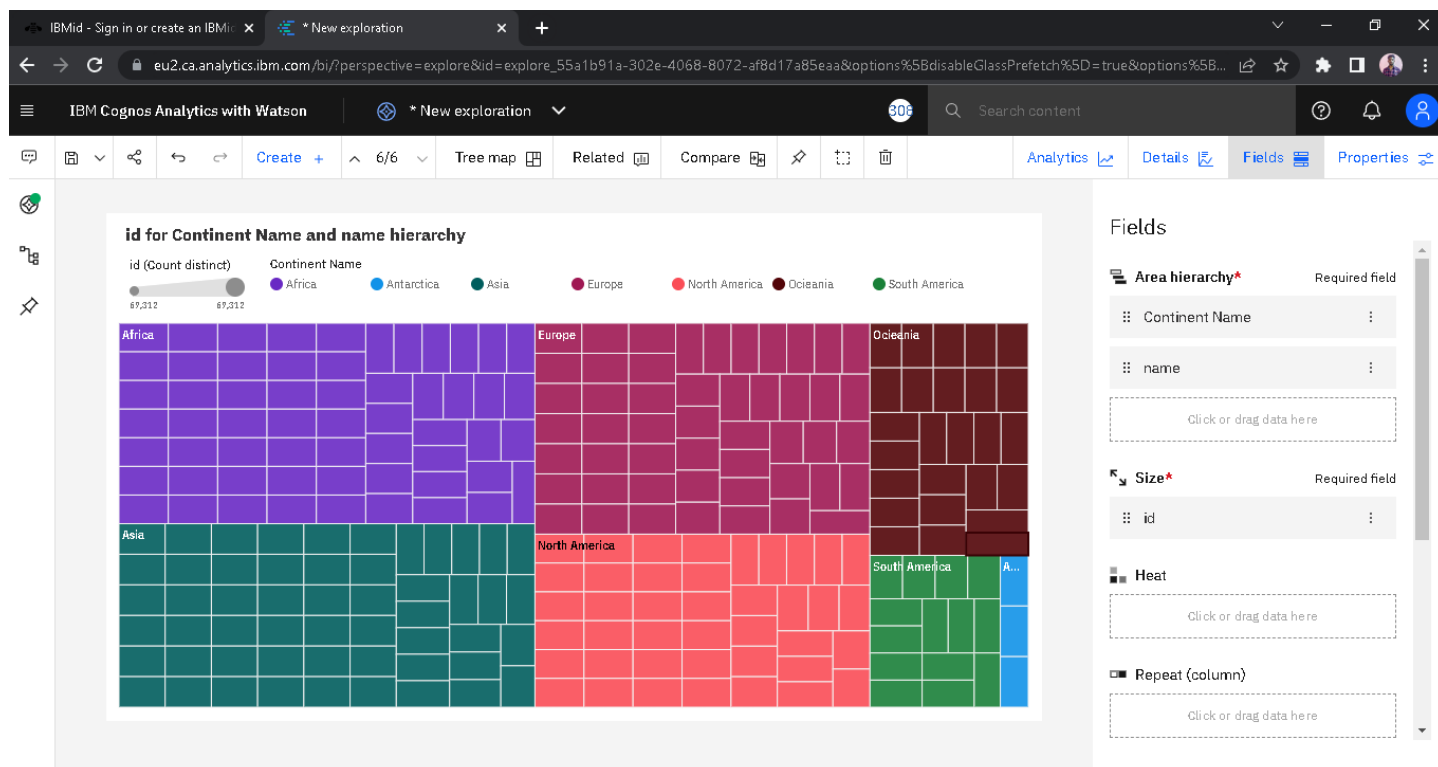 IBMid - Sign in or create an IBMid
* New exploration
eu2.ca.analytics.ibm.com/bi/?perspective=explore&id=explore_55a1b91a-302e-4068-8072-af8d17a85eaa&options%5BdisableGlassPrefetch%5D=true&options%5B...
IBM Cognos Analytics with Watson
* New exploration
308
Search content
Create +
6/6
Tree map
Related
Compare
Analytics
Details
Fields
Properties
id for Continent Name and name hierarchy
id (Count distinct)
69,312 69,312
Continent Name
Africa Antarctica Asia Europe North America Ocieania South America
Africa
Europe
Ocieania
Asia
North America
South America
A...
Fields
Area hierarchy* Required field
Continent Name
name
Click or drag data here
Size* Required field
id
Heat
Click or drag data here
Repeat (column)
Click or drag data here